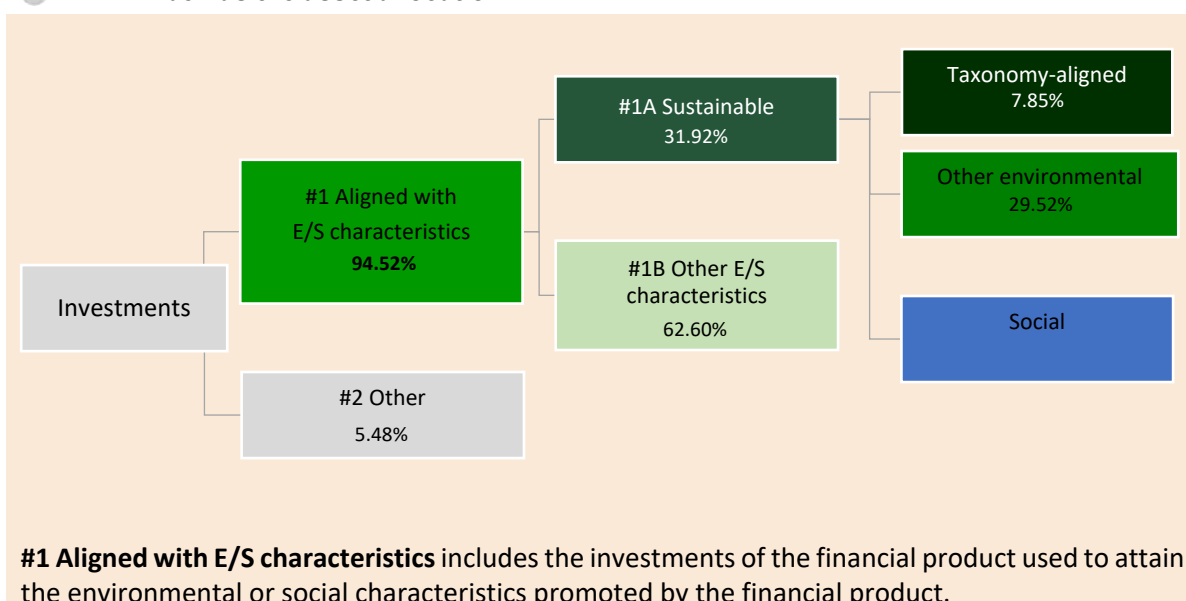 Investments
#1 Aligned with
E/S characteristics
94.52%
#2 Other
5.48%
#1A Sustainable
31.92%
#1B Other E/S
characteristics
62.60%
Taxonomy-aligned
7.85%
Other environmental
29.52%
Social
#1 Aligned with E/S characteristics includes the investments of the financial product used to attain
the environmental or social characteristics promoted by the financial product.